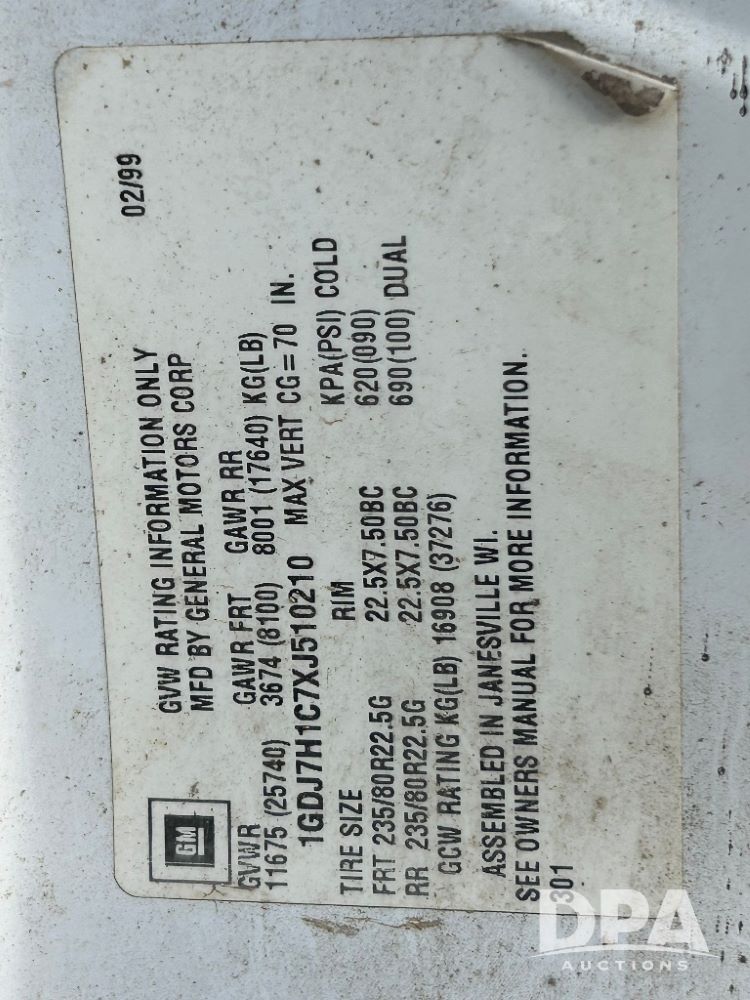 02/99
GVW RATING INFORMATION ONLY
MFD BY GENERAL MOTORS CORP
GM
GVWR GAWR FRT GAWR RR
11675 (25740) 3674 (8100) 8001 (17640) KG(LB)
1GDJ7H1C7XJ510210 MAX VERT CG=70 IN.
TIRE SIZE RIM KPA(PSI) COLD
FRT 235/80R22.5G 22.5X7.50BC 620(090)
RR 235/80R22.5G 22.5X7.50BC 690(100) DUAL
GCW RATING KG(LB) 16908 (37276)
ASSEMBLED IN JANESVILLE WI.
SEE OWNERS MANUAL FOR MORE INFORMATION.
301
DPA
AUCTIONS